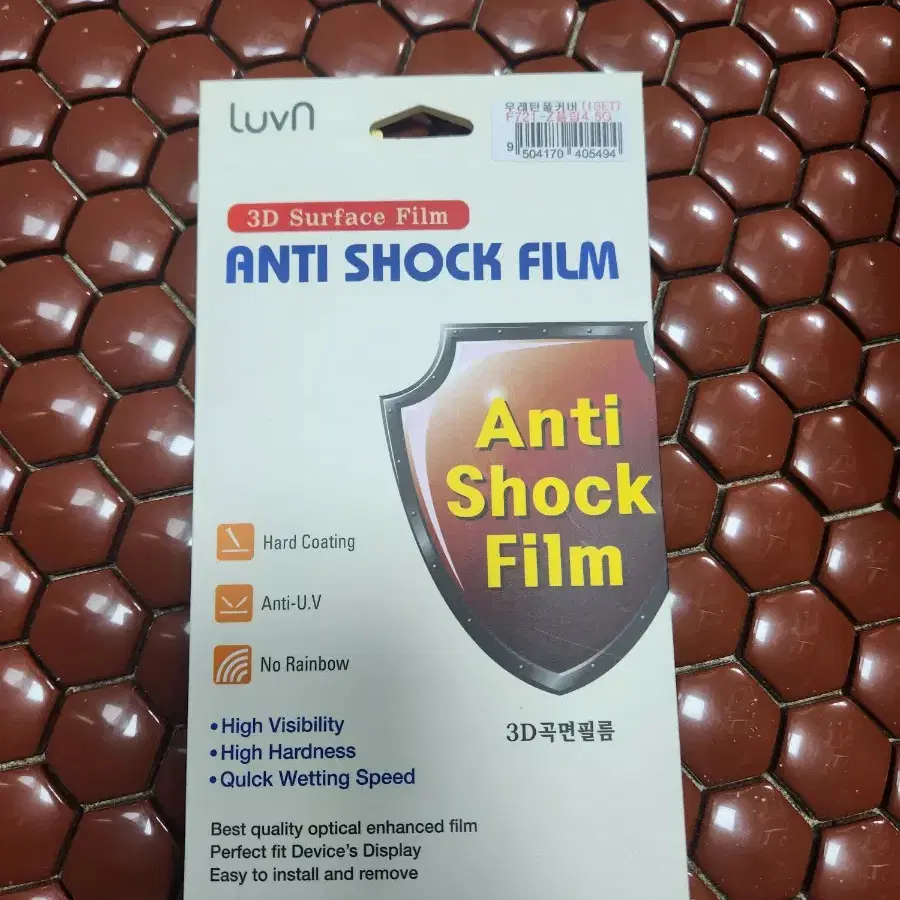 Luvn
우레탄풀커버 (1SET)
F721-Z플립4.5G
9 504170 405494
3D Surface Film
ANTI SHOCK FILM
Anti
Shock
Film
Hard Coating
Anti-U.V
No Rainbow
3D곡면필름
•High Visibility
•High Hardness
•Quick Wetting Speed
Best quality optical enhanced film
Perfect fit Device's Display
Easy to install and remove